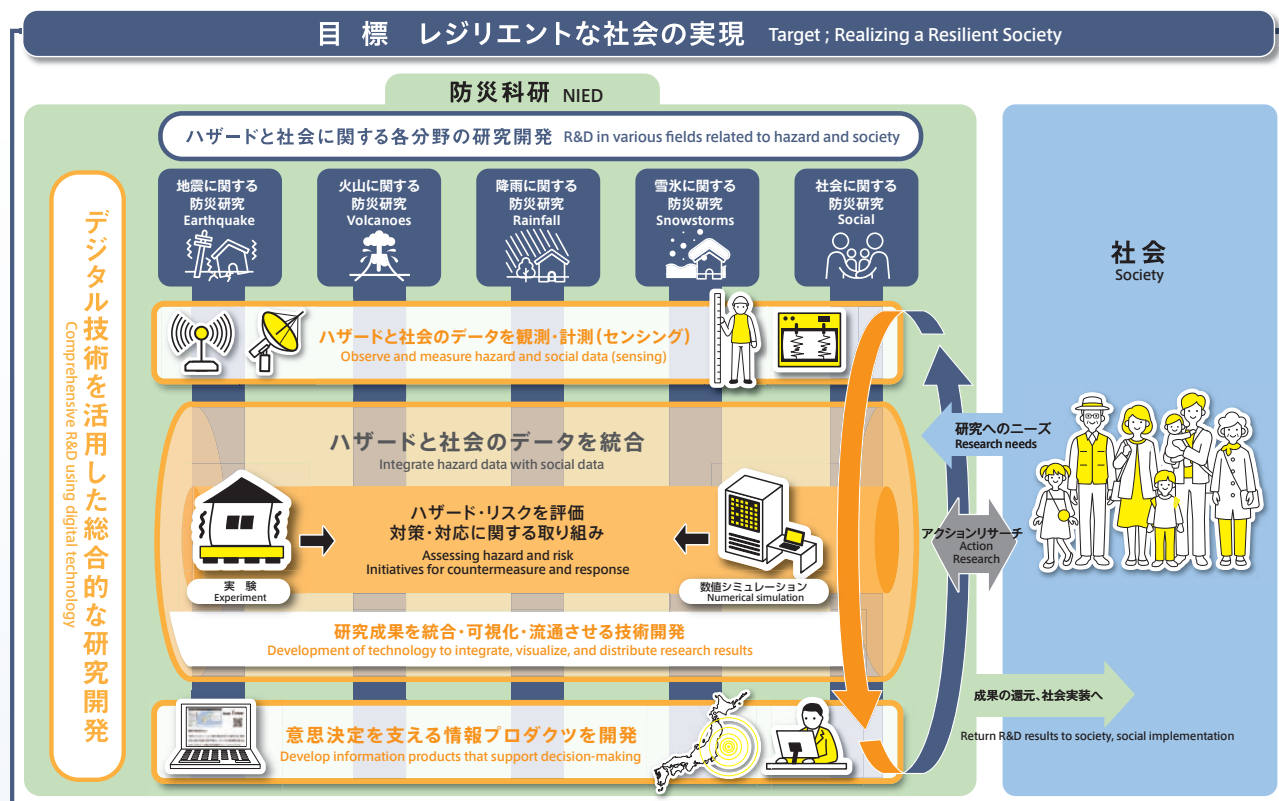 目 標 レジリエントな社会の実現 Target ; Realizing a Resilient Society
防災科研 NIED
ハザードと社会に関する各分野の研究開発 R&D in various fields related to hazard and society
デジタル技術を活用した総合的な研究開発
Comprehensive R&D using digital technology
地震に関する
防災研究
Earthquake
火山に関する
防災研究
Volcanoes
降雨に関する
防災研究
Rainfall
雪氷に関する
防災研究
Snowstorms
社会に関する
防災研究
Social
社会
Society
ハザードと社会のデータを観測・計測(センシング)
Observe and measure hazard and social data (sensing)
ハザードと社会のデータを統合
Integrate hazard data with social data
ハザード・リスクを評価
対策・対応に関する取り組み
Assessing hazard and risk
Initiatives for countermeasure and response
実 験
Experiment
数値シミュレーション
Numerical simulation
研究へのニーズ
Research needs
アクションリサーチ
Action
Research
研究成果を統合・可視化・流通させる技術開発
Development of technology to integrate, visualize, and distribute research results
成果の還元、社会実装へ
Return R&D results to society, social implementation
意思決定を支える情報プロダクツを開発
Develop information products that support decision-making